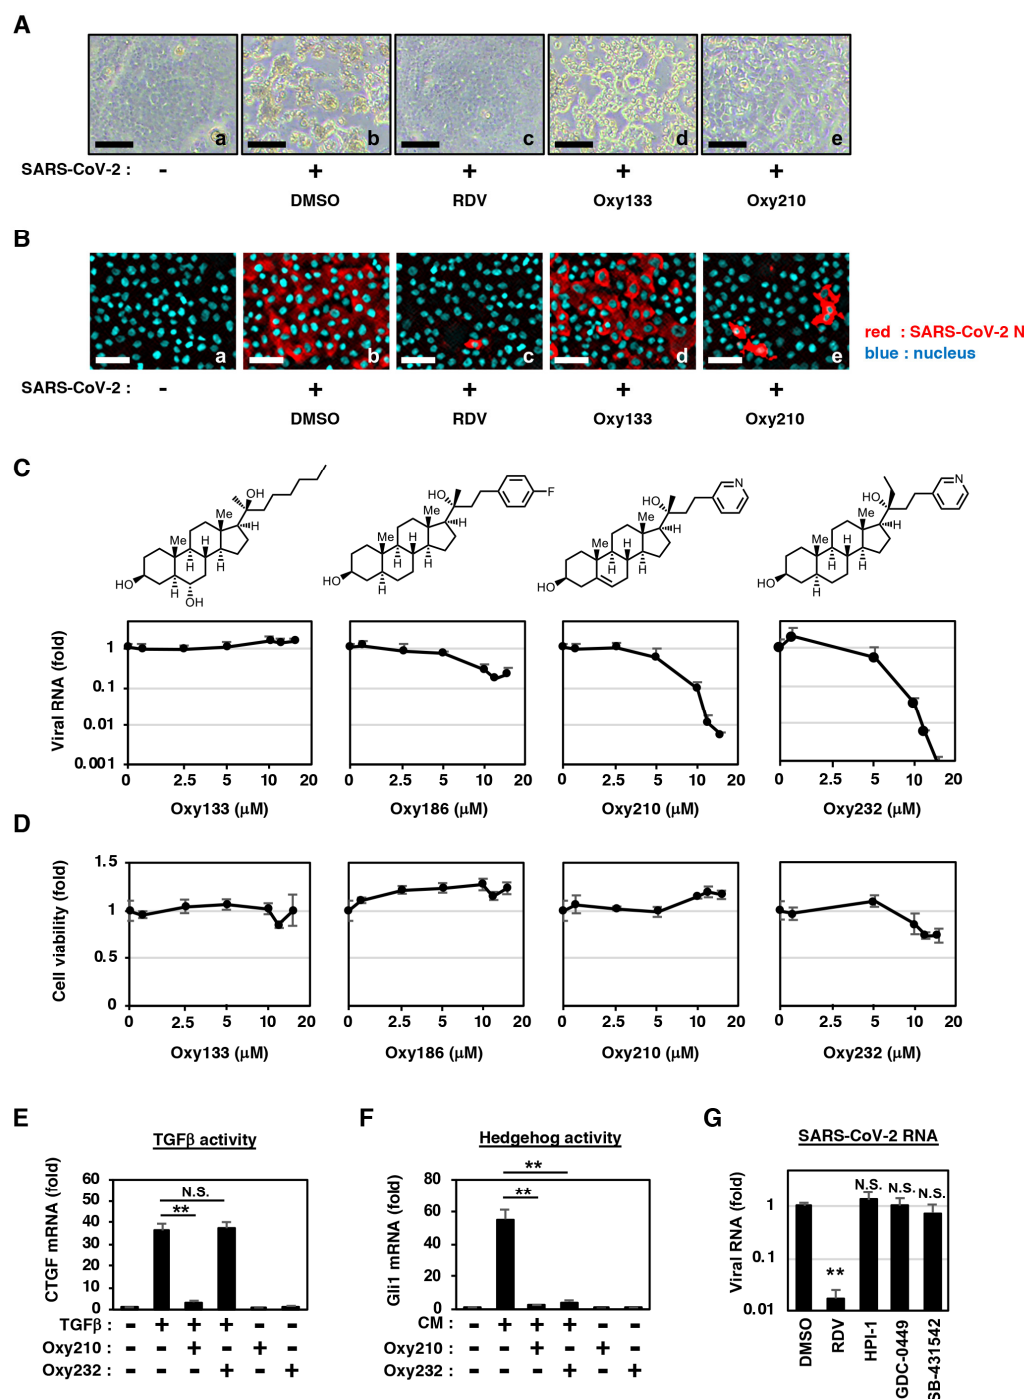 A
a b c d e
SARS-CoV-2 : - + + + +
DMSO RDV Oxy133 Oxy210
B
a b c d e
red : SARS-CoV-2 N
blue : nucleus
SARS-CoV-2 : - + + + +
DMSO RDV Oxy133 Oxy210
C
OH Me H Me H H H HO H OH
HO H Me Me H H H HO H F
HO H Me Me H H HO N
HO H Me Me H H H HO H N
Viral RNA (fold)
1
0.1
0.01
0.001
0 2.5 5 10 20 0 2.5 5 10 20 0 2.5 5 10 20 0 2.5 5 10 20
Oxy133 (μM) Oxy186 (μM) Oxy210 (μM) Oxy232 (μM)
D
Cell viability (fold)
1.5
1
0.5
0
0 2.5 5 10 20 0 2.5 5 10 20 0 2.5 5 10 20 0 2.5 5 10 20
Oxy133 (μM) Oxy186 (μM) Oxy210 (μM) Oxy232 (μM)
E
TGFβ activity
CTGF mRNA (fold)
60
50
40
30
20
10
0
N.S.
**
TGFβ : - + + + - -
Oxy210 : - - + - + -
Oxy232 : - - - + - +
F
Hedgehog activity
Gli1 mRNA (fold)
80
60
40
20
0
**
**
CM : - + + + - -
Oxy210 : - - + - + -
Oxy232 : - - - + - +
G
SARS-CoV-2 RNA
Viral RNA (fold)
1
0.1
0.01
** N.S. N.S. N.S.
DMSO
RDV
HPI-1
GDC-0449
SB-431542